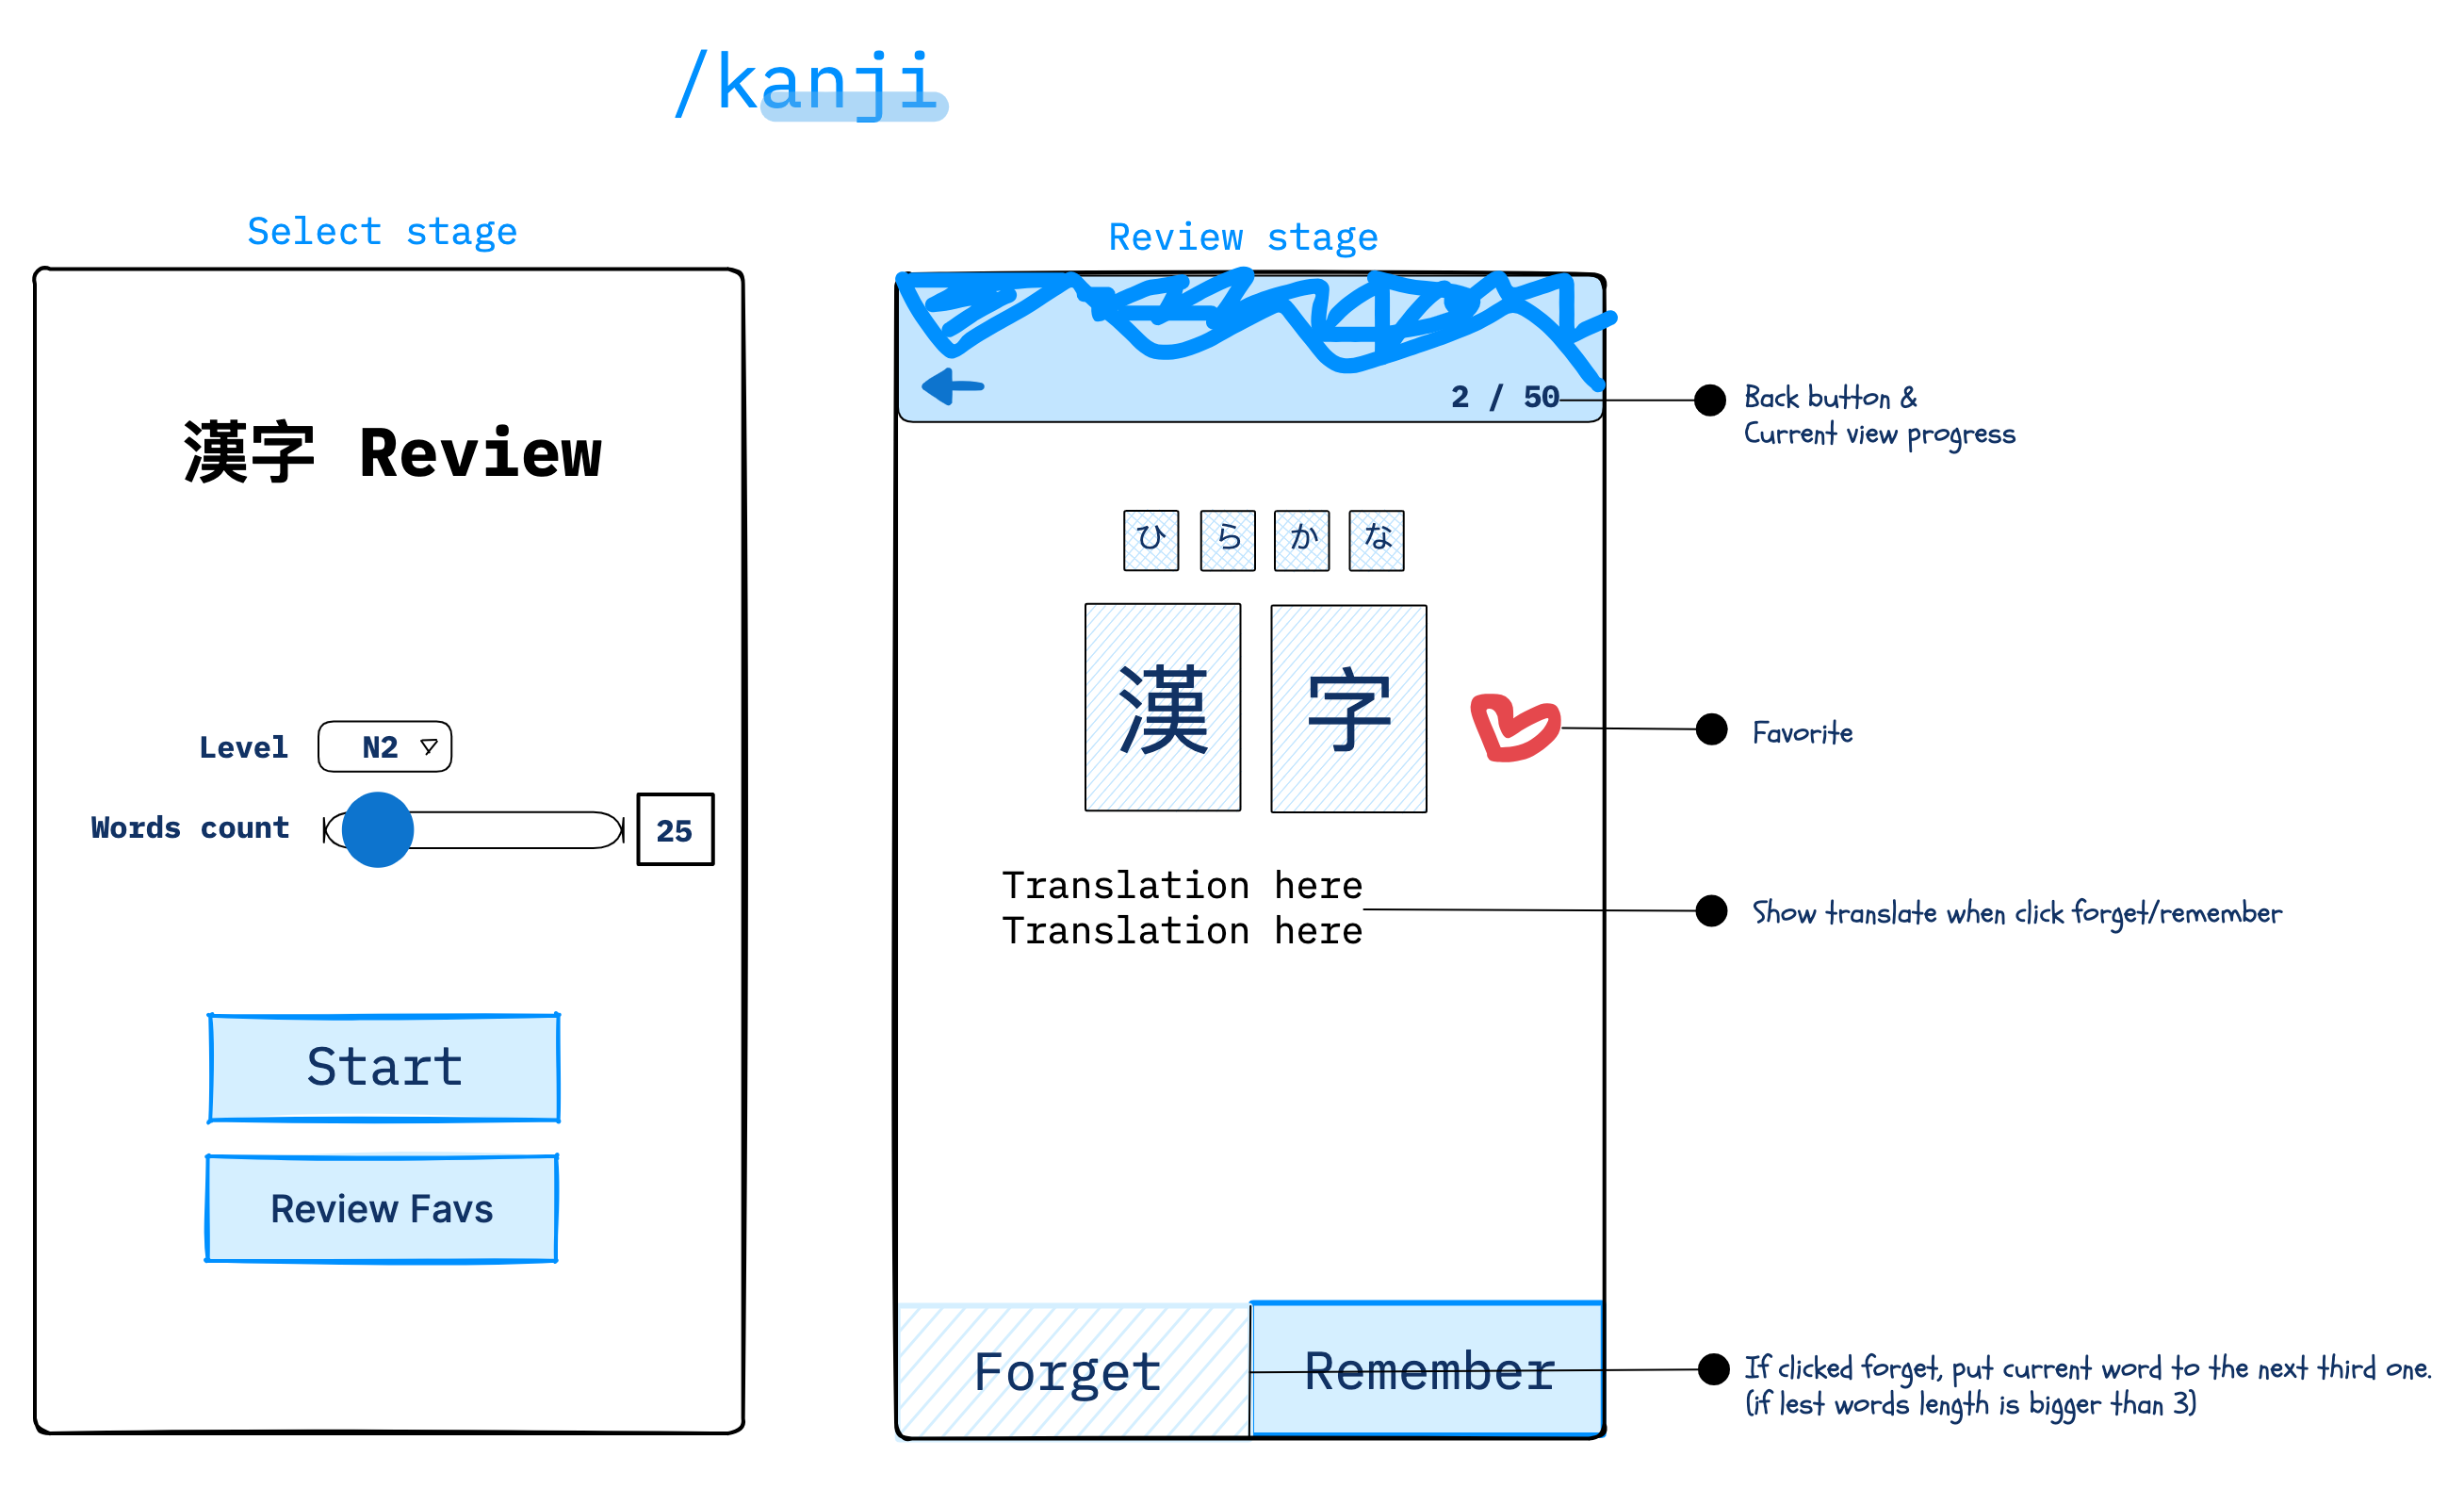 /kanji
Select stage
漢字 Review
Level N2
Words count 25
Start
Review Favs
Review stage
2 / 50
ひ ら か な
漢 字
Translation here
Translation here
Forget Remember
Back button &
Current view progress
Favorite
Show translate when click forget/remember
If clicked forget, put current word to the next third one.
(if lest words length is bigger than 3)